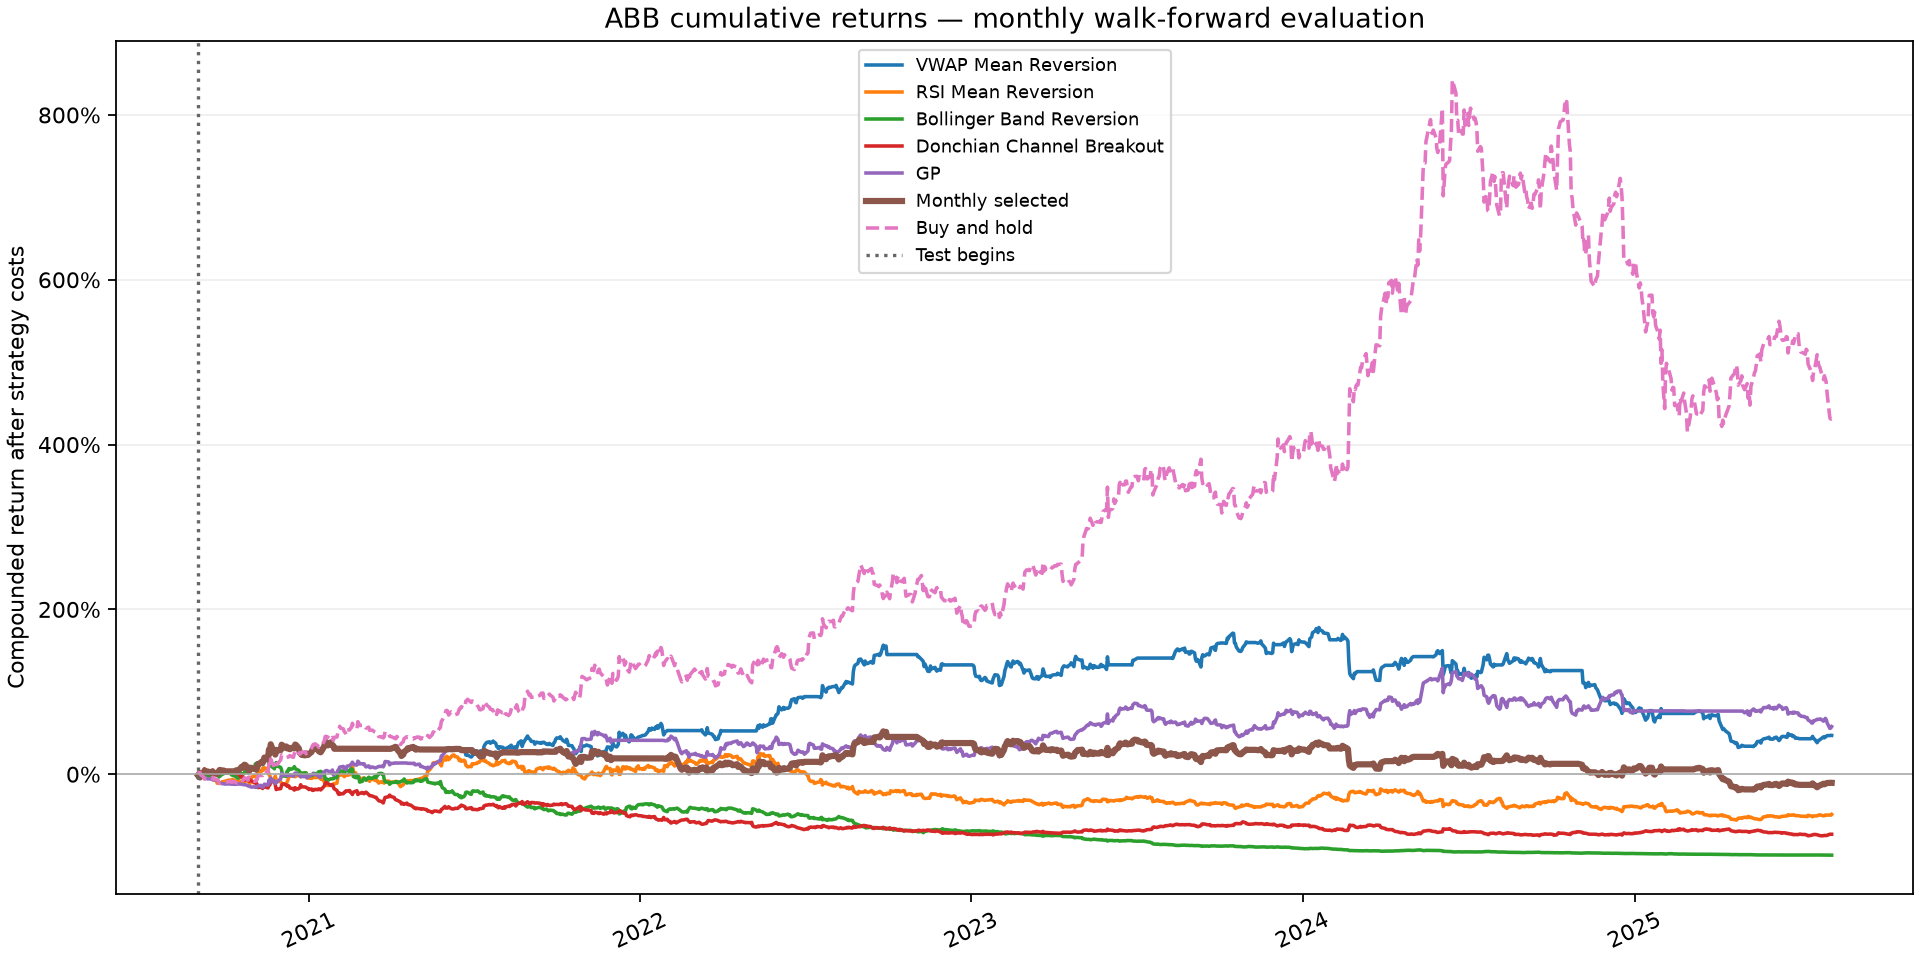 ABB cumulative returns — monthly walk-forward evaluation
VWAP Mean Reversion
RSI Mean Reversion
Bollinger Band Reversion
Donchian Channel Breakout
GP
Monthly selected
Buy and hold
Test begins
Compounded return after strategy costs
800%
600%
400%
200%
0%
2021
2022
2023
2024
2025